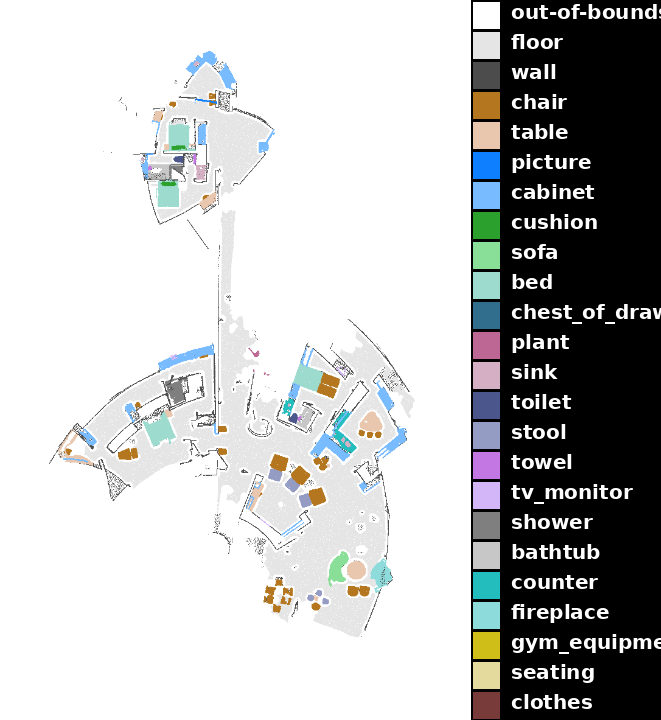 out-of-bounds
floor
wall
chair
table
picture
cabinet
cushion
sofa
bed
chest_of_draw
plant
sink
toilet
stool
towel
tv_monitor
shower
bathtub
counter
fireplace
gym_equipme
seating
clothes